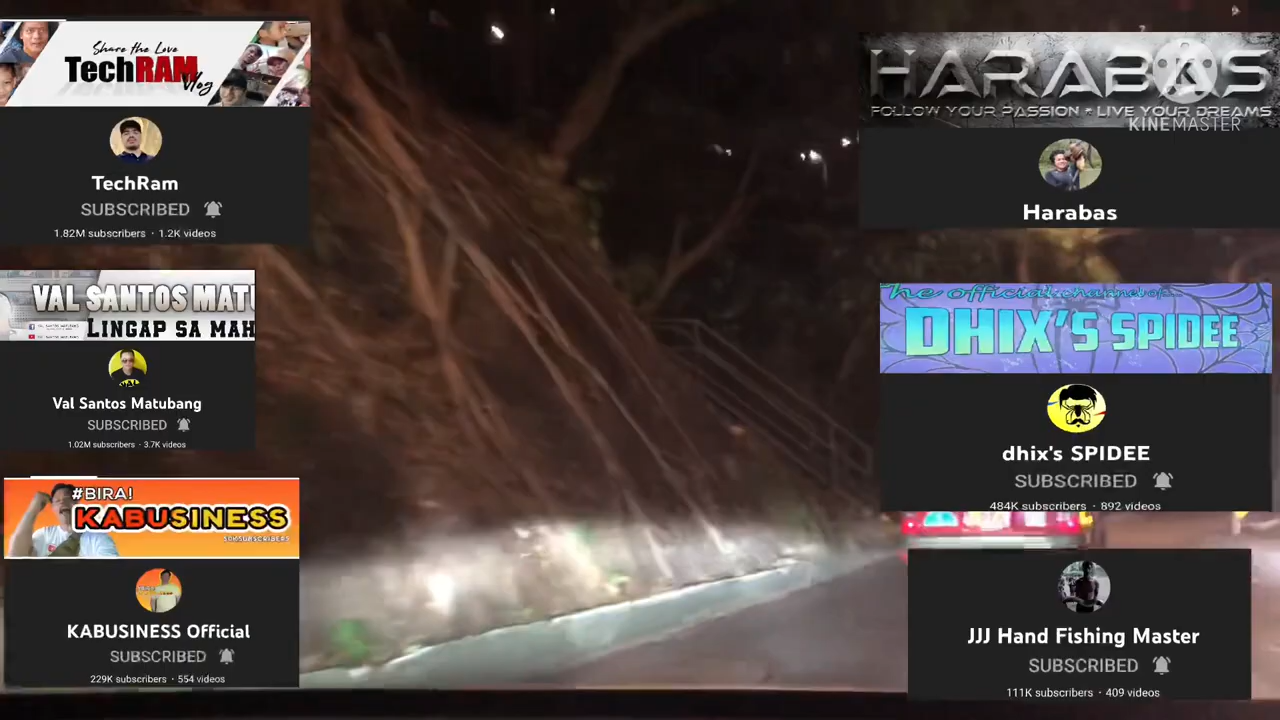 Share the Love
TechRAM
Vlog
TechRam
SUBSCRIBED
1.82M subscribers · 1.2K videos
VAL SANTOS MATU
LINGAP SA MAH
Val Santos Matubang
SUBSCRIBED
1.02M subscribers · 3.7K videos
#BIRA!
KABUSINESS
KABUSINESS Official
SUBSCRIBED
229K subscribers · 554 videos
HARABAS
FOLLOW YOUR PASSION - LIVE YOUR DREAMS
KINEMASTER
Harabas
The official channel of...
DHIX'S SPIDEE
dhix's SPIDEE
SUBSCRIBED
484K subscribers · 892 videos
JJJ Hand Fishing Master
SUBSCRIBED
111K subscribers · 409 videos